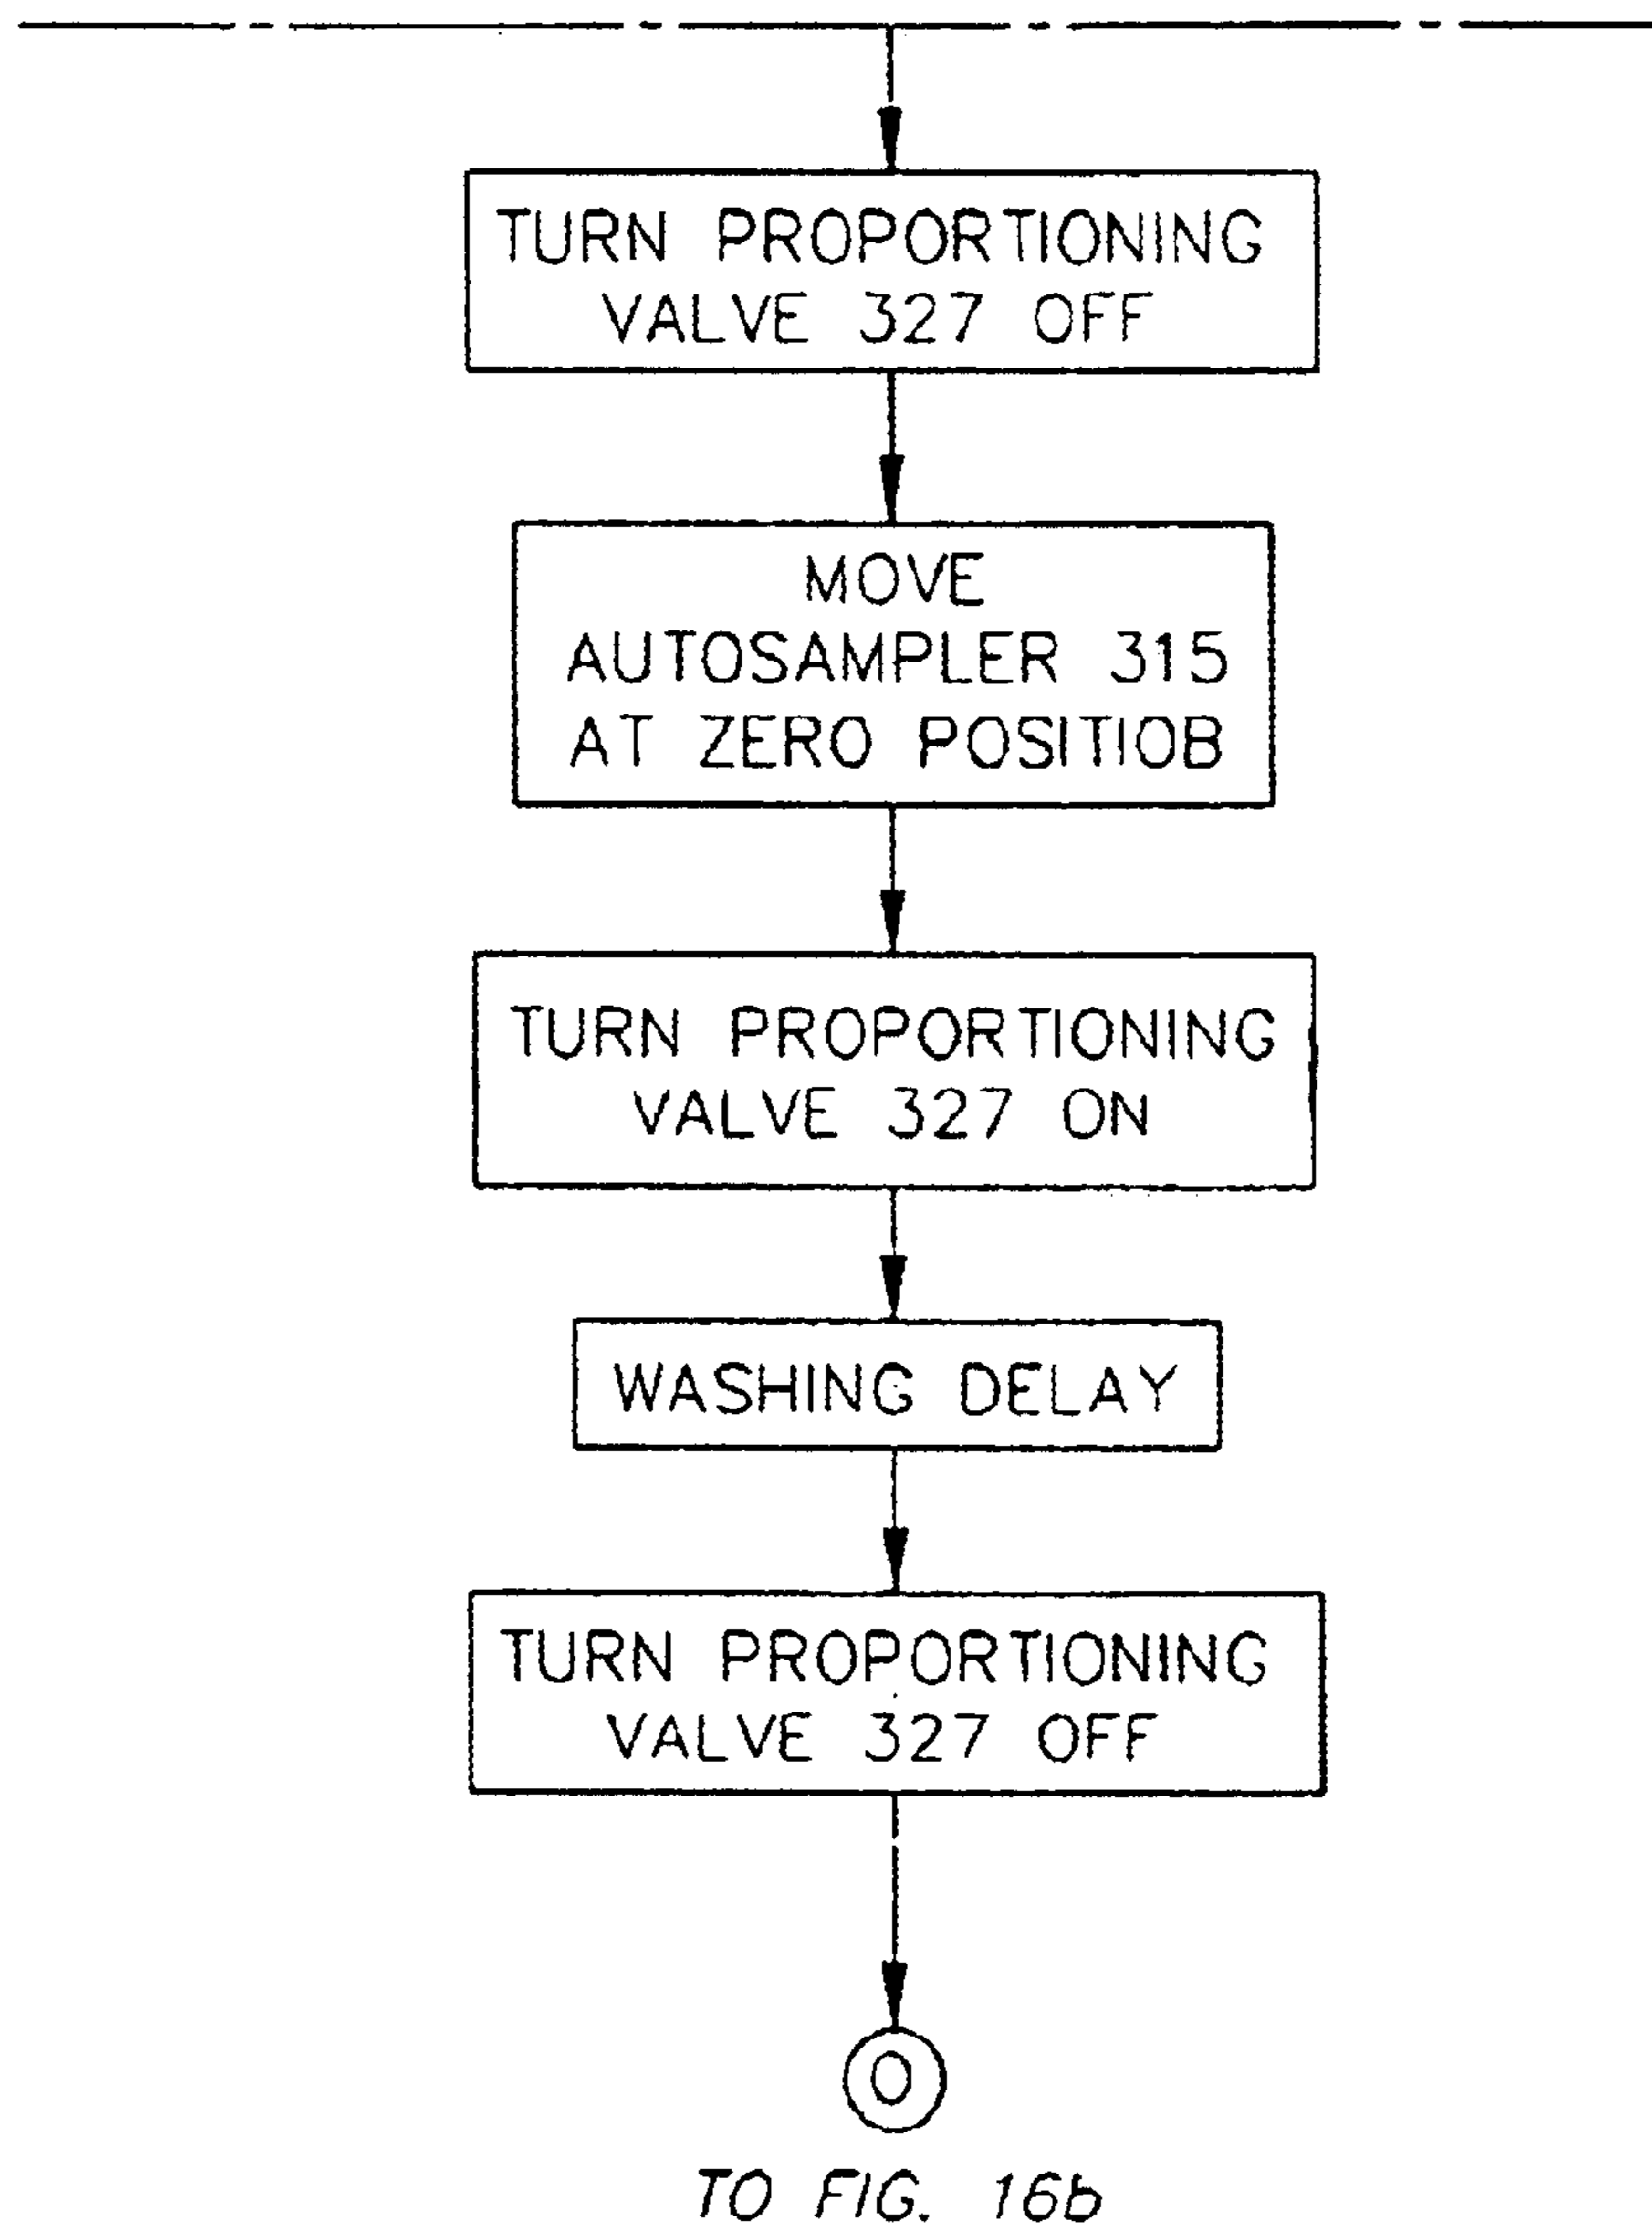 TURN PROPORTIONING
VALVE 327 OFF
MOVE
AUTOSAMPLER 315
AT ZERO POSITIOB
TURN PROPORTIONING
VALVE 327 ON
WASHING DELAY
TURN PROPORTIONING
VALVE 327 OFF
O
TO FIG. 16b